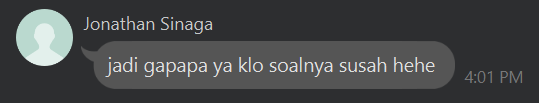 Jonathan Sinaga
jadi gapapa ya klo soalnya susah hehe
4:01 PM